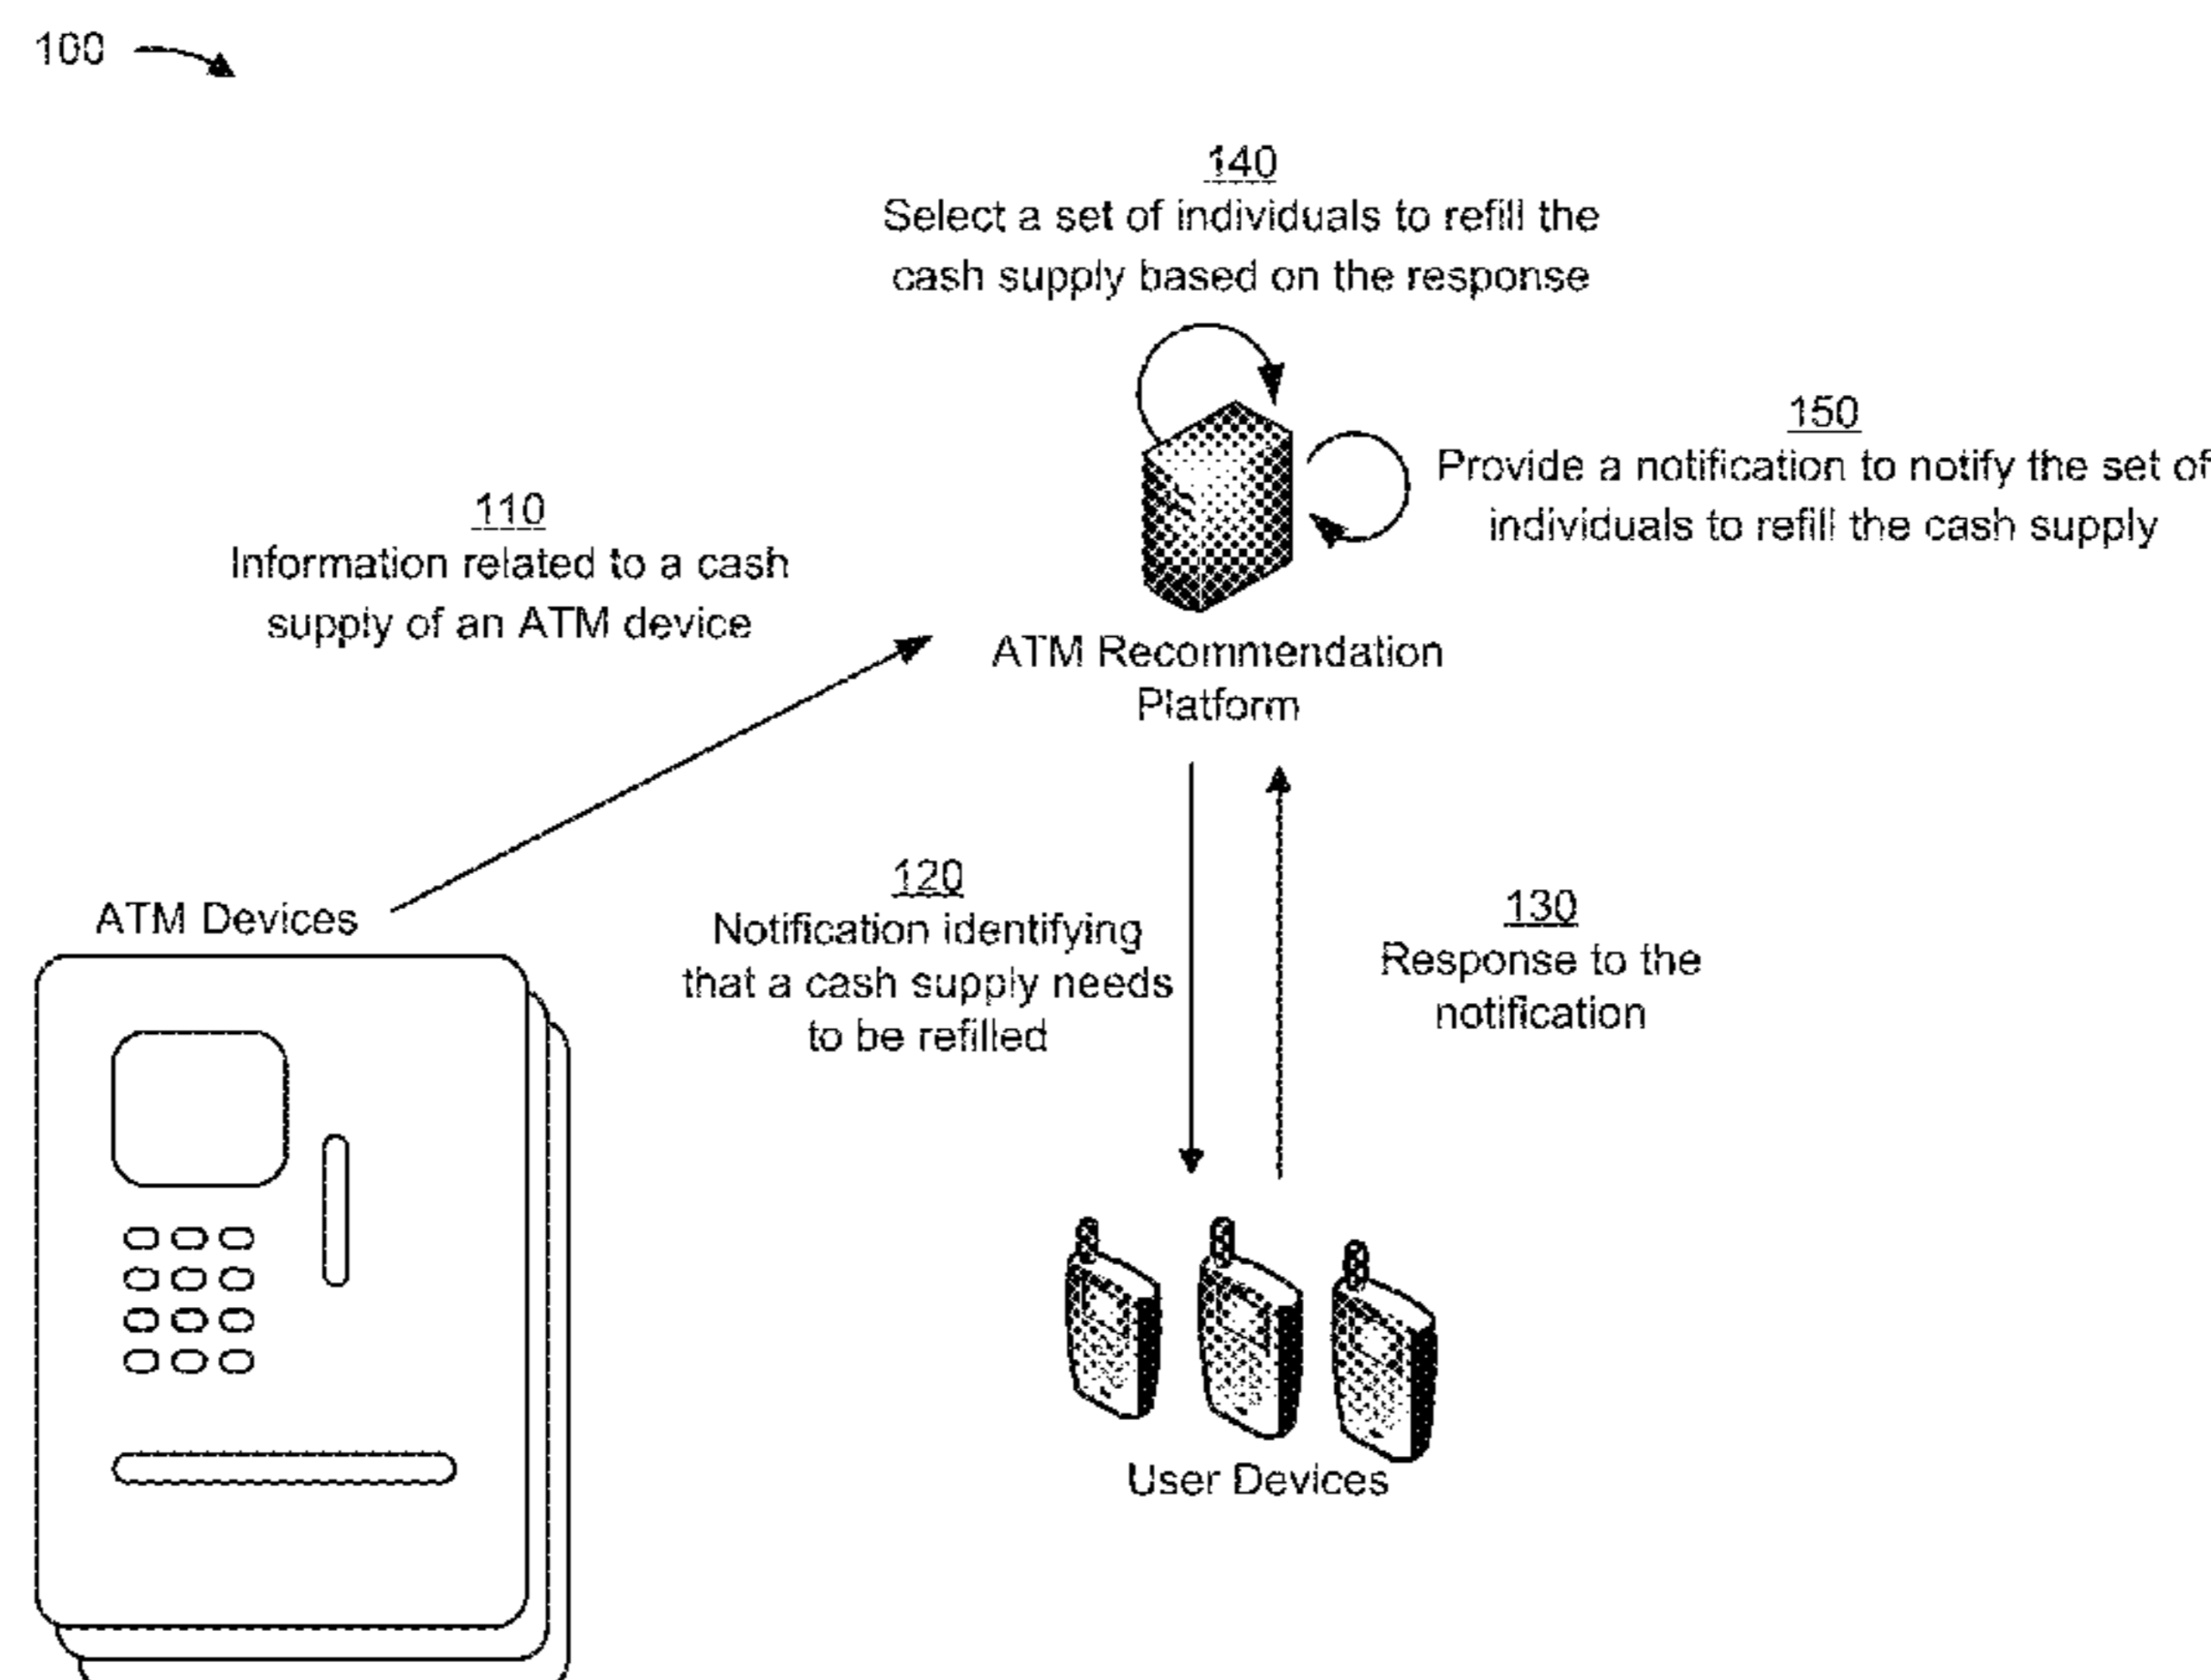 100
140
Select a set of individuals to refill the
cash supply based on the response
150
Provide a notification to notify the set of
individuals to refill the cash supply
110
Information related to a cash
supply of an ATM device
ATM Recommendation
Platform
120
Notification identifying
that a cash supply needs
to be refilled
130
Response to the
notification
ATM Devices
User Devices